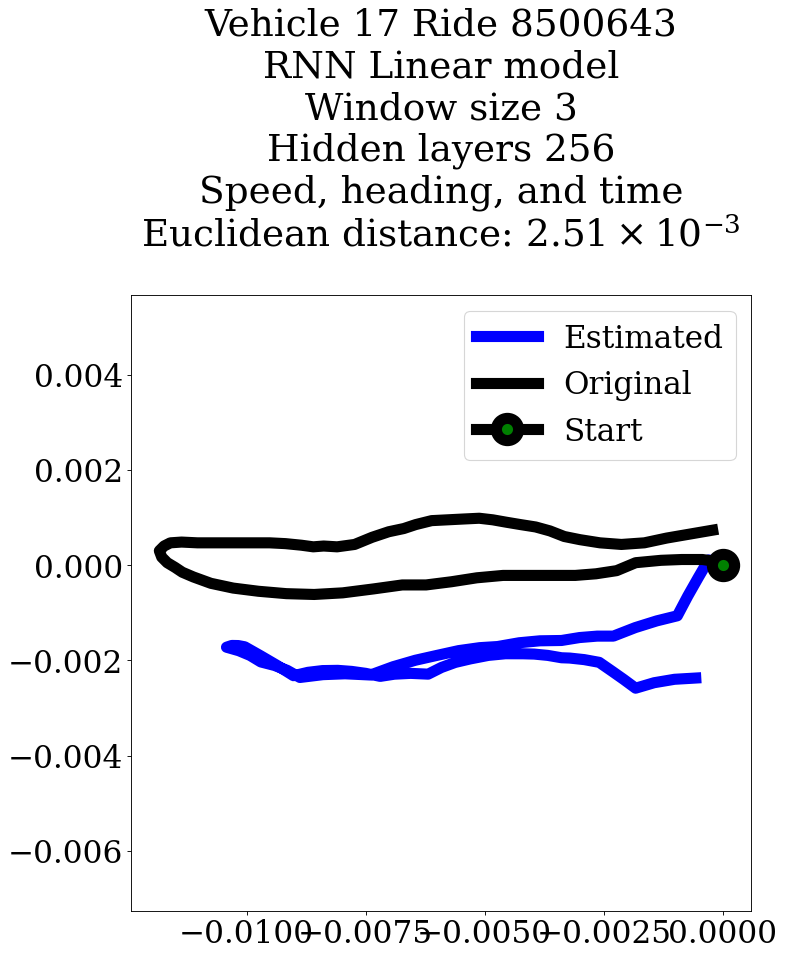 Vehicle 17 Ride 8500643
RNN Linear model
Window size 3
Hidden layers 256
Speed, heading, and time
Euclidean distance: 2.51 × 10⁻³
Estimated
Original
Start
0.004
0.002
0.000
−0.002
−0.004
−0.006
−0.0100 −0.0075 −0.0050 −0.0025 0.0000